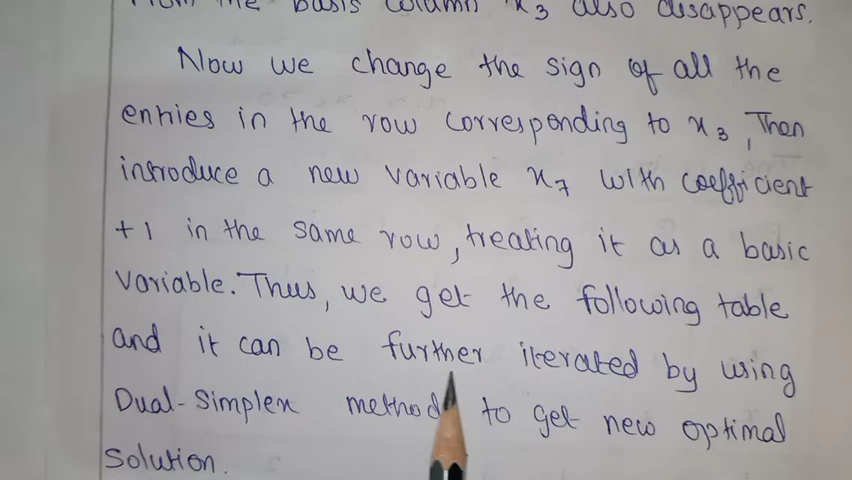 from the basis column x₃ also disappears.
Now we change the sign of all the
entries in the row corresponding to x₃, Then
introduce a new variable x₇ with coefficient
+1 in the same row, treating it as a basic
Variable. Thus, we get the following table
and it can be further iterated by using
Dual-Simplex method to get new optimal
Solution.